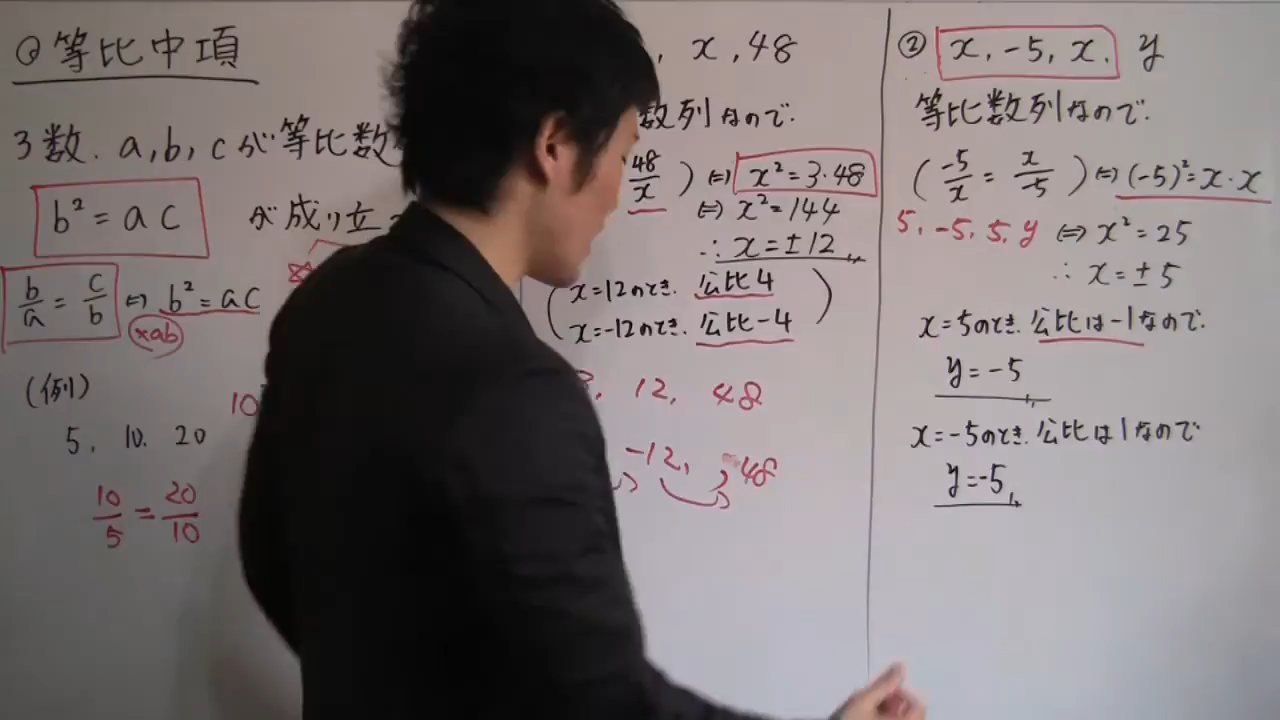 ◎等比中項
3数. a, b, c が等比数
b² = ac が成り立
b/a = c/b ⇔ b² = ac
×ab
(例)
5, 10, 20
10/5 = 20/10
10
, x, 48
数列なので.
48/x ) ⇔ x² = 3·48
⇔ x² = 144
∴ x = ±12
( x=12のとき. 公比4
x=-12のとき. 公比-4 )
, 12, 48
-12, 48
② x, -5, x, y
等比数列なので.
( -5/x = x/-5 ) ⇔ (-5)² = x·x
5, -5, 5, y ⇔ x² = 25
∴ x = ±5
x=5のとき. 公比は-1なので.
y = -5
x=-5のとき. 公比は1なので
y = -5